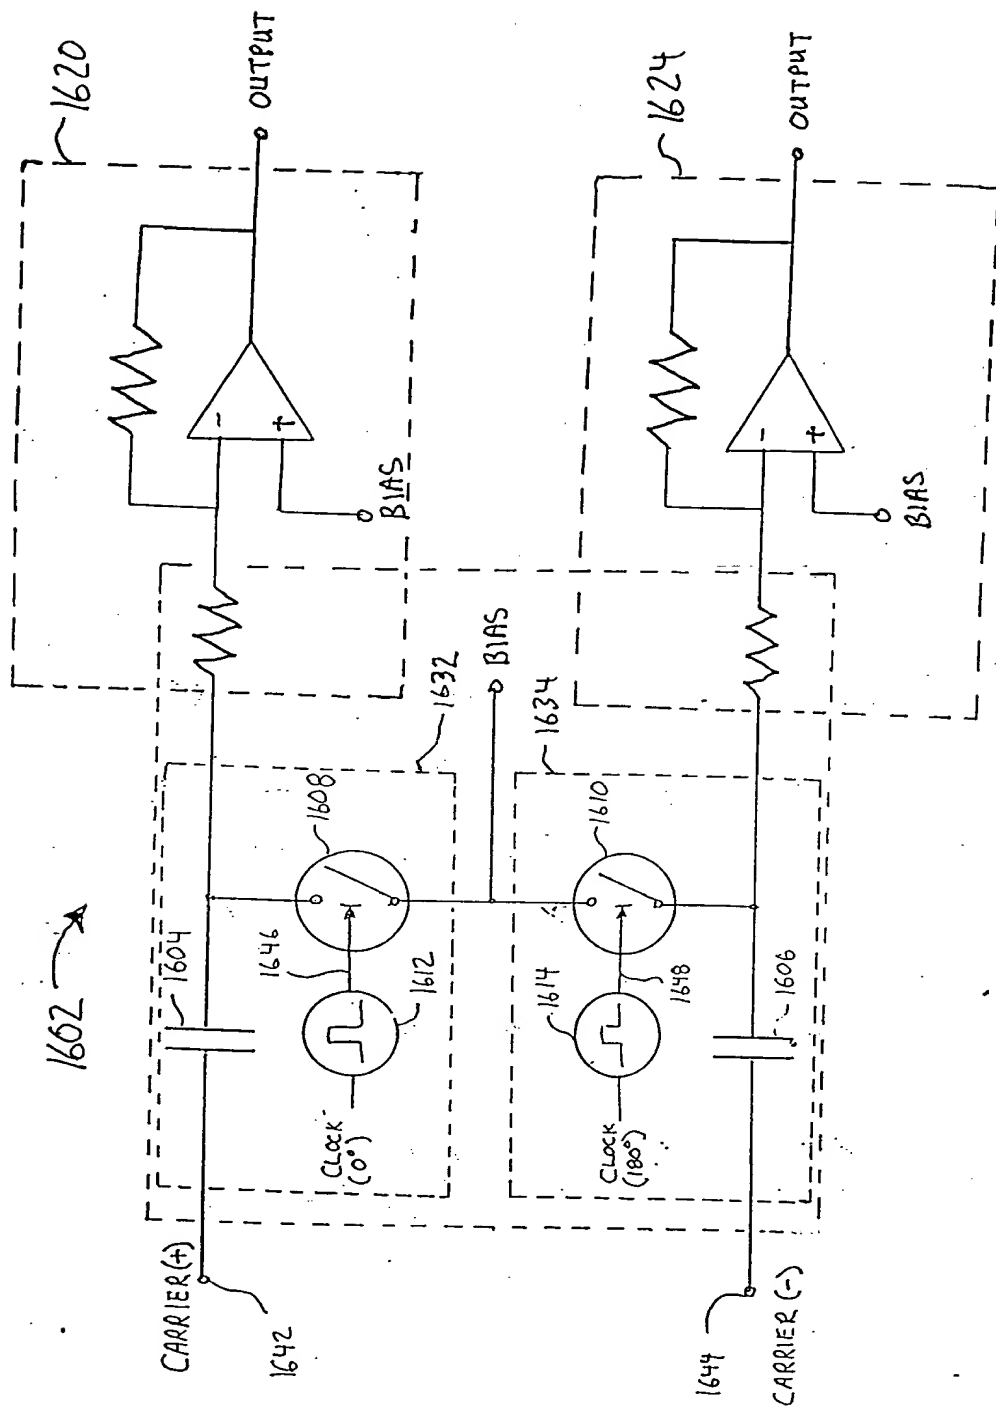 1602
CARRIER(+)
1642
1604
1646
1612
CLOCK
(0°)
1608
1632
BIAS
1634
1610
1614
1648
CLOCK
(180°)
1606
1644
CARRIER(-)
-
+
BIAS
1620
OUTPUT
-
+
BIAS
1624
OUTPUT